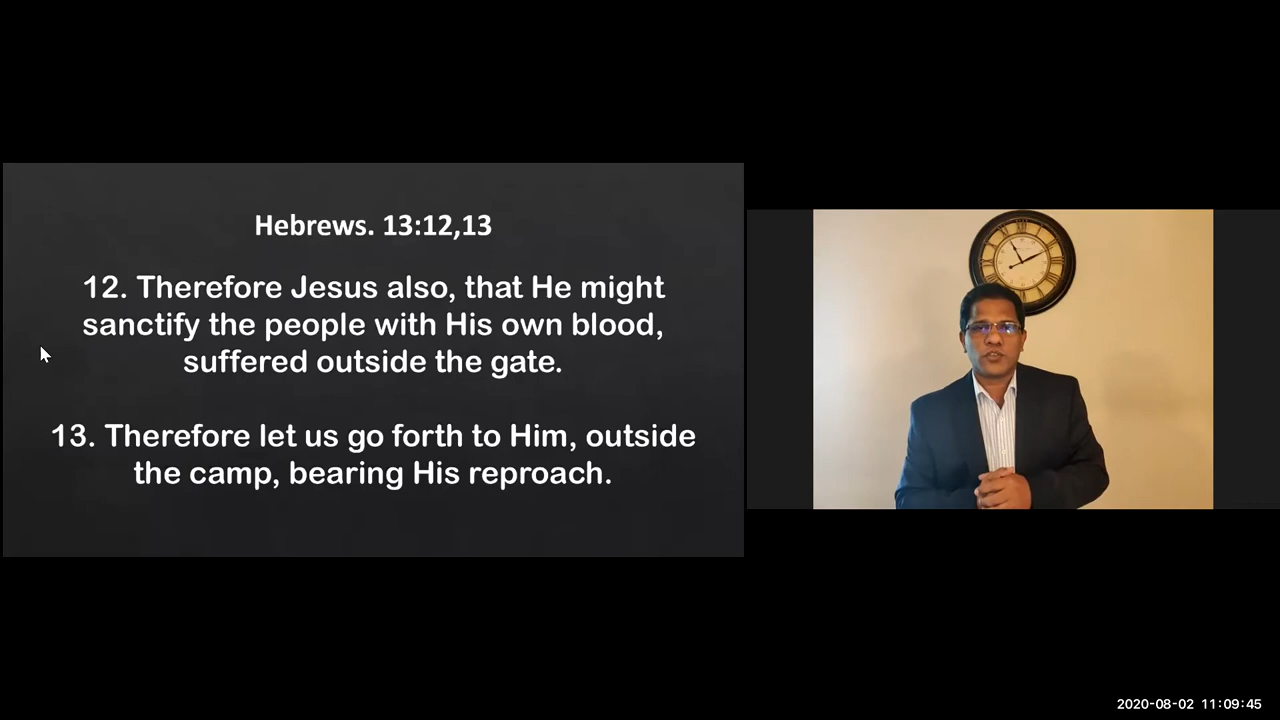 Hebrews. 13:12,13
12. Therefore Jesus also, that He might
sanctify the people with His own blood,
suffered outside the gate.
13. Therefore let us go forth to Him, outside
the camp, bearing His reproach.
2020-08-02 11:09:45